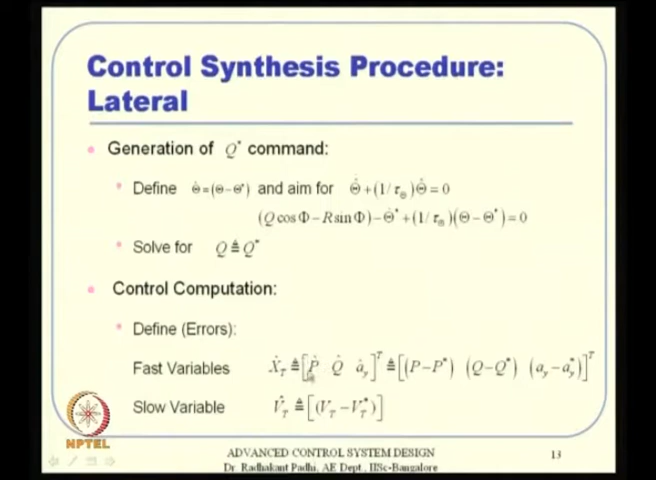 Control Synthesis Procedure:
Lateral
Generation of Q* command:
Define Θ̂ = (Θ − Θ*) and aim for Θ̂̇ + (1/τ_Θ) Θ̂ = 0
(Q cos Φ − R sin Φ) − Θ̇* + (1/τ_Θ)(Θ − Θ*) = 0
Solve for Q ≜ Q*
Control Computation:
Define (Errors):
Fast Variables X̂_T ≜ [P̂ Q̂ â_y]^T ≜ [(P − P*) (Q − Q*) (a_y − a_y*)]^T
Slow Variable V̂_T ≜ [(V_T − V_T*)]
NPTEL
ADVANCED CONTROL SYSTEM DESIGN
Dr. Radhakant Padhi, AE Dept., IISc-Bangalore
13